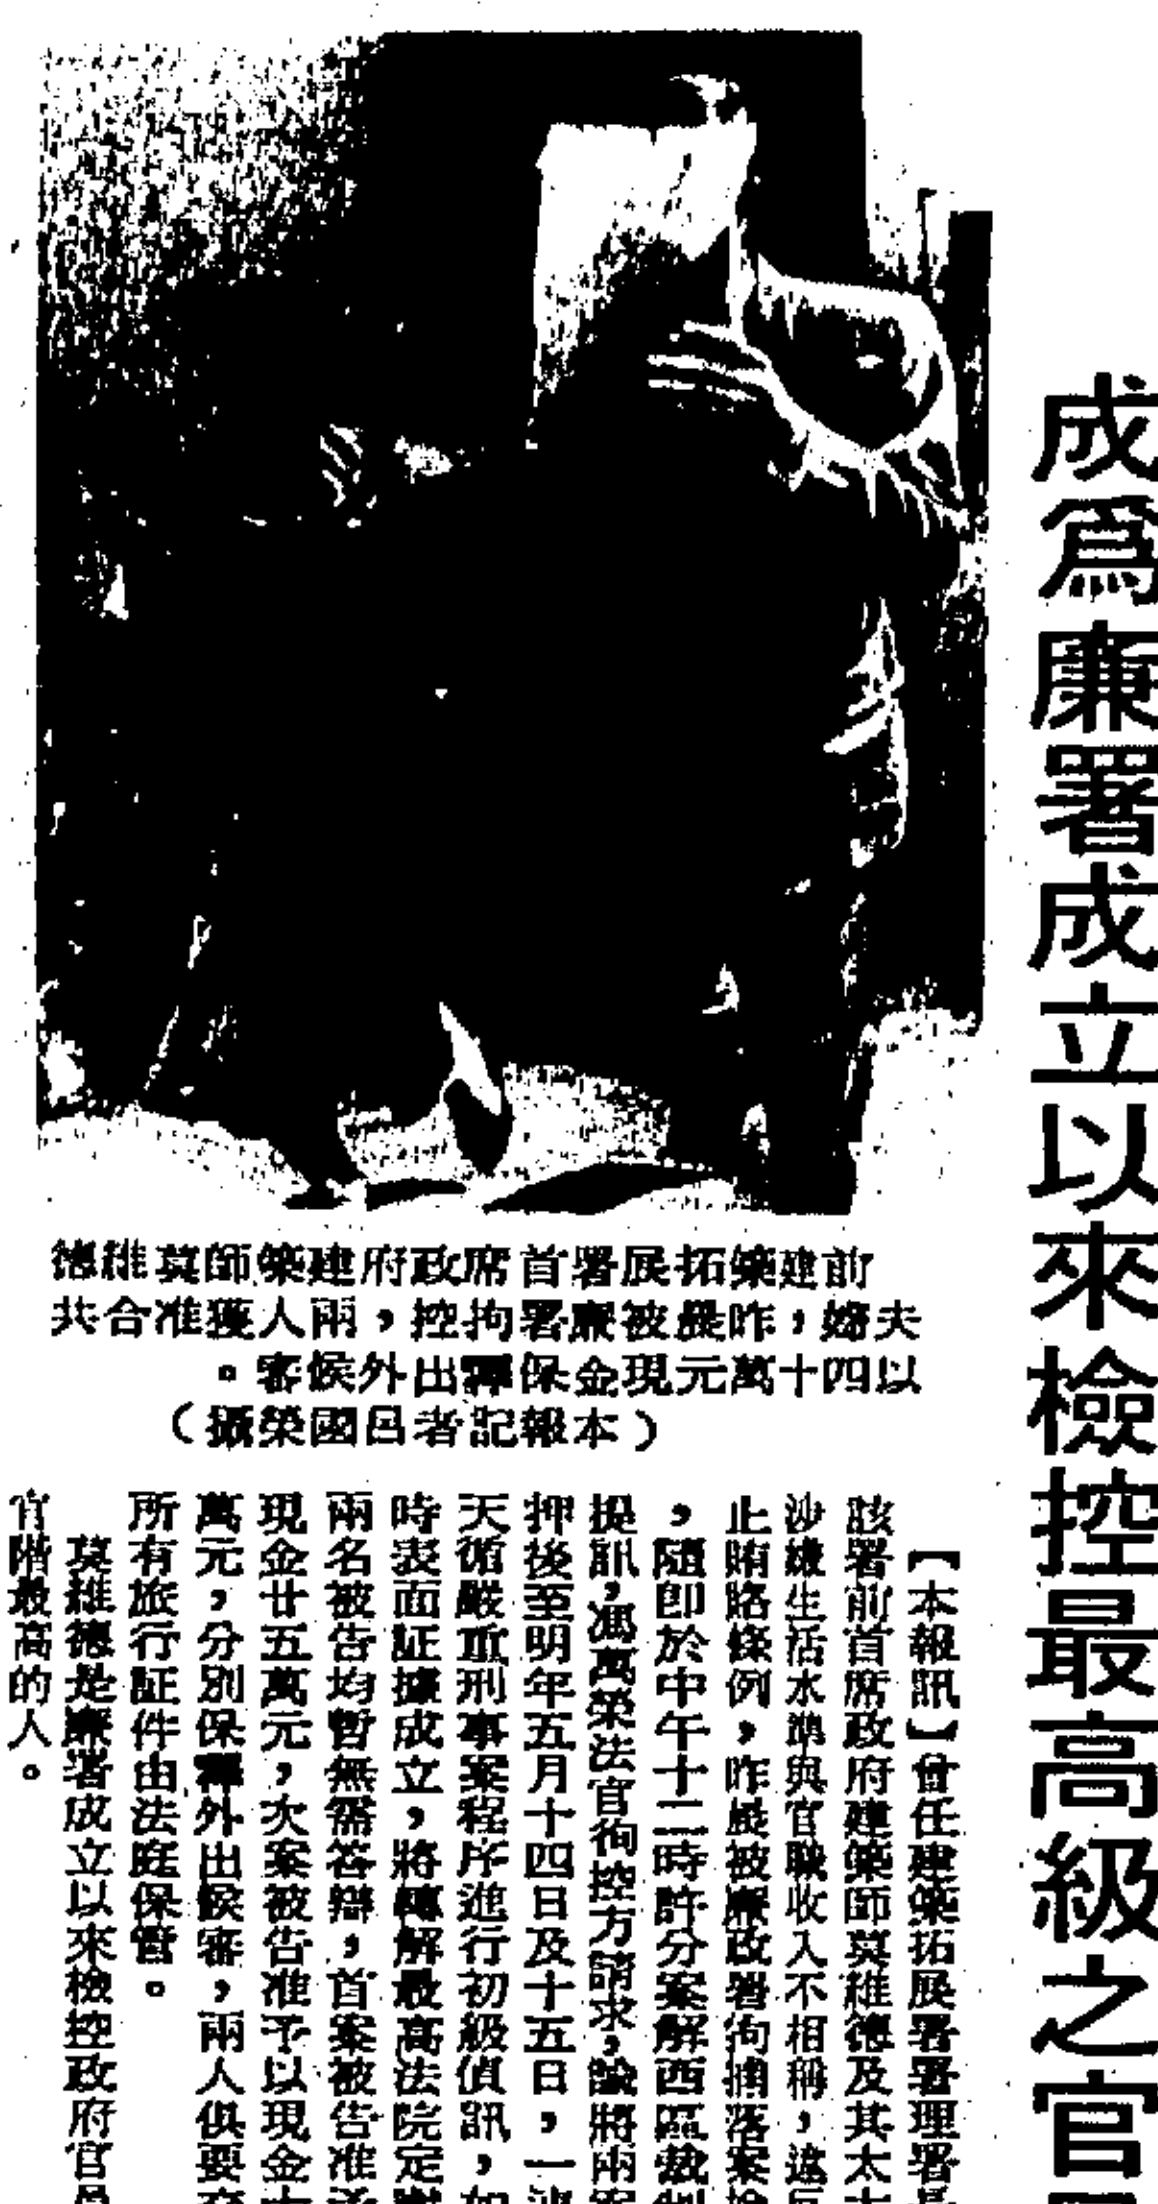 成爲廉署成立以來檢控最高級之官
前建築拓展署首席政府建築師莫維德
夫婦，昨晨被廉署拘控，兩人獲准合共
以四十萬元現金保釋出外候審。
（本報記者呂國榮攝）
【本報訊】曾任建築拓展署署理署長
該署前首席政府建築師莫維德及其太太
沙嫌生活水準與官職收入不相稱，違反
止賄賂條例，昨晨被廉政署拘捕落案
，隨即於中午十二時許分案解西區裁判
提訊，馮萬榮法官徇控方請求，諭將兩案
押後至明年五月十四日及十五日，一連
天循嚴重刑事案程序進行初級偵訊，如
時表面証據成立，將轉解最高法院定
兩名被告均暫無需答辯，首案被告准
現金廿五萬元，次案被告准予以現金十
萬元，分別保釋外出候審，兩人俱要
所有旅行証件由法庭保管。
莫維德是廉署成立以來檢控政府官員
官階最高的人。